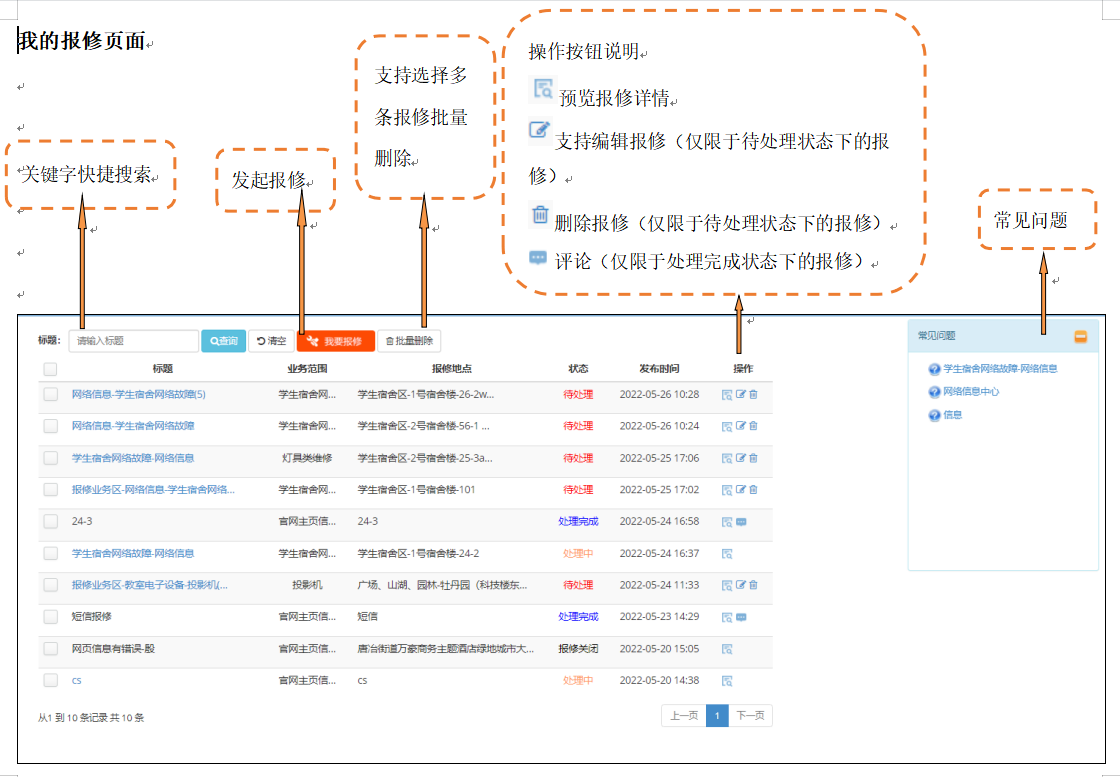 我的报修页面
关键字快捷搜索
发起报修
支持选择多
条报修批量
删除
操作按钮说明
预览报修详情
支持编辑报修（仅限于待处理状态下的报
修）
删除报修（仅限于待处理状态下的报修）
评论（仅限于处理完成状态下的报修）
常见问题
标题： 请输入标题 查询 清空 我要报修 批量删除
标题 业务范围 报修地点 状态 发布时间 操作
网络信息-学生宿舍网络故障(5) 学生宿舍网... 学生宿舍区-1号宿舍楼-26-2w... 待处理 2022-05-26 10:28
网络信息-学生宿舍网络故障 学生宿舍网... 学生宿舍区-2号宿舍楼-56-1 ... 待处理 2022-05-26 10:24
学生宿舍网络故障-网络信息 灯具类维修 学生宿舍区-2号宿舍楼-25-3a... 待处理 2022-05-25 17:06
报修业务区-网络信息-学生宿舍网络... 学生宿舍网... 学生宿舍区-1号宿舍楼-101 待处理 2022-05-25 17:02
24-3 官网主页信... 24-3 处理完成 2022-05-24 16:58
学生宿舍网络故障-网络信息 学生宿舍网... 学生宿舍区-1号宿舍楼-24-2 处理中 2022-05-24 16:37
报修业务区-教室电子设备-投影机(... 投影机 广场、山湖、园林-牡丹园（科技楼东... 待处理 2022-05-24 11:33
短信报修 官网主页信... 短信 处理完成 2022-05-23 14:29
网页信息有错误-殷 官网主页信... 唐冶街道万豪商务主题酒店绿地城市大... 报修关闭 2022-05-20 15:05
cs 官网主页信... cs 处理中 2022-05-20 14:38
从1 到 10 条记录 共 10 条
上一页 1 下一页
常见问题
学生宿舍网络故障-网络信息
网络信息中心
信息